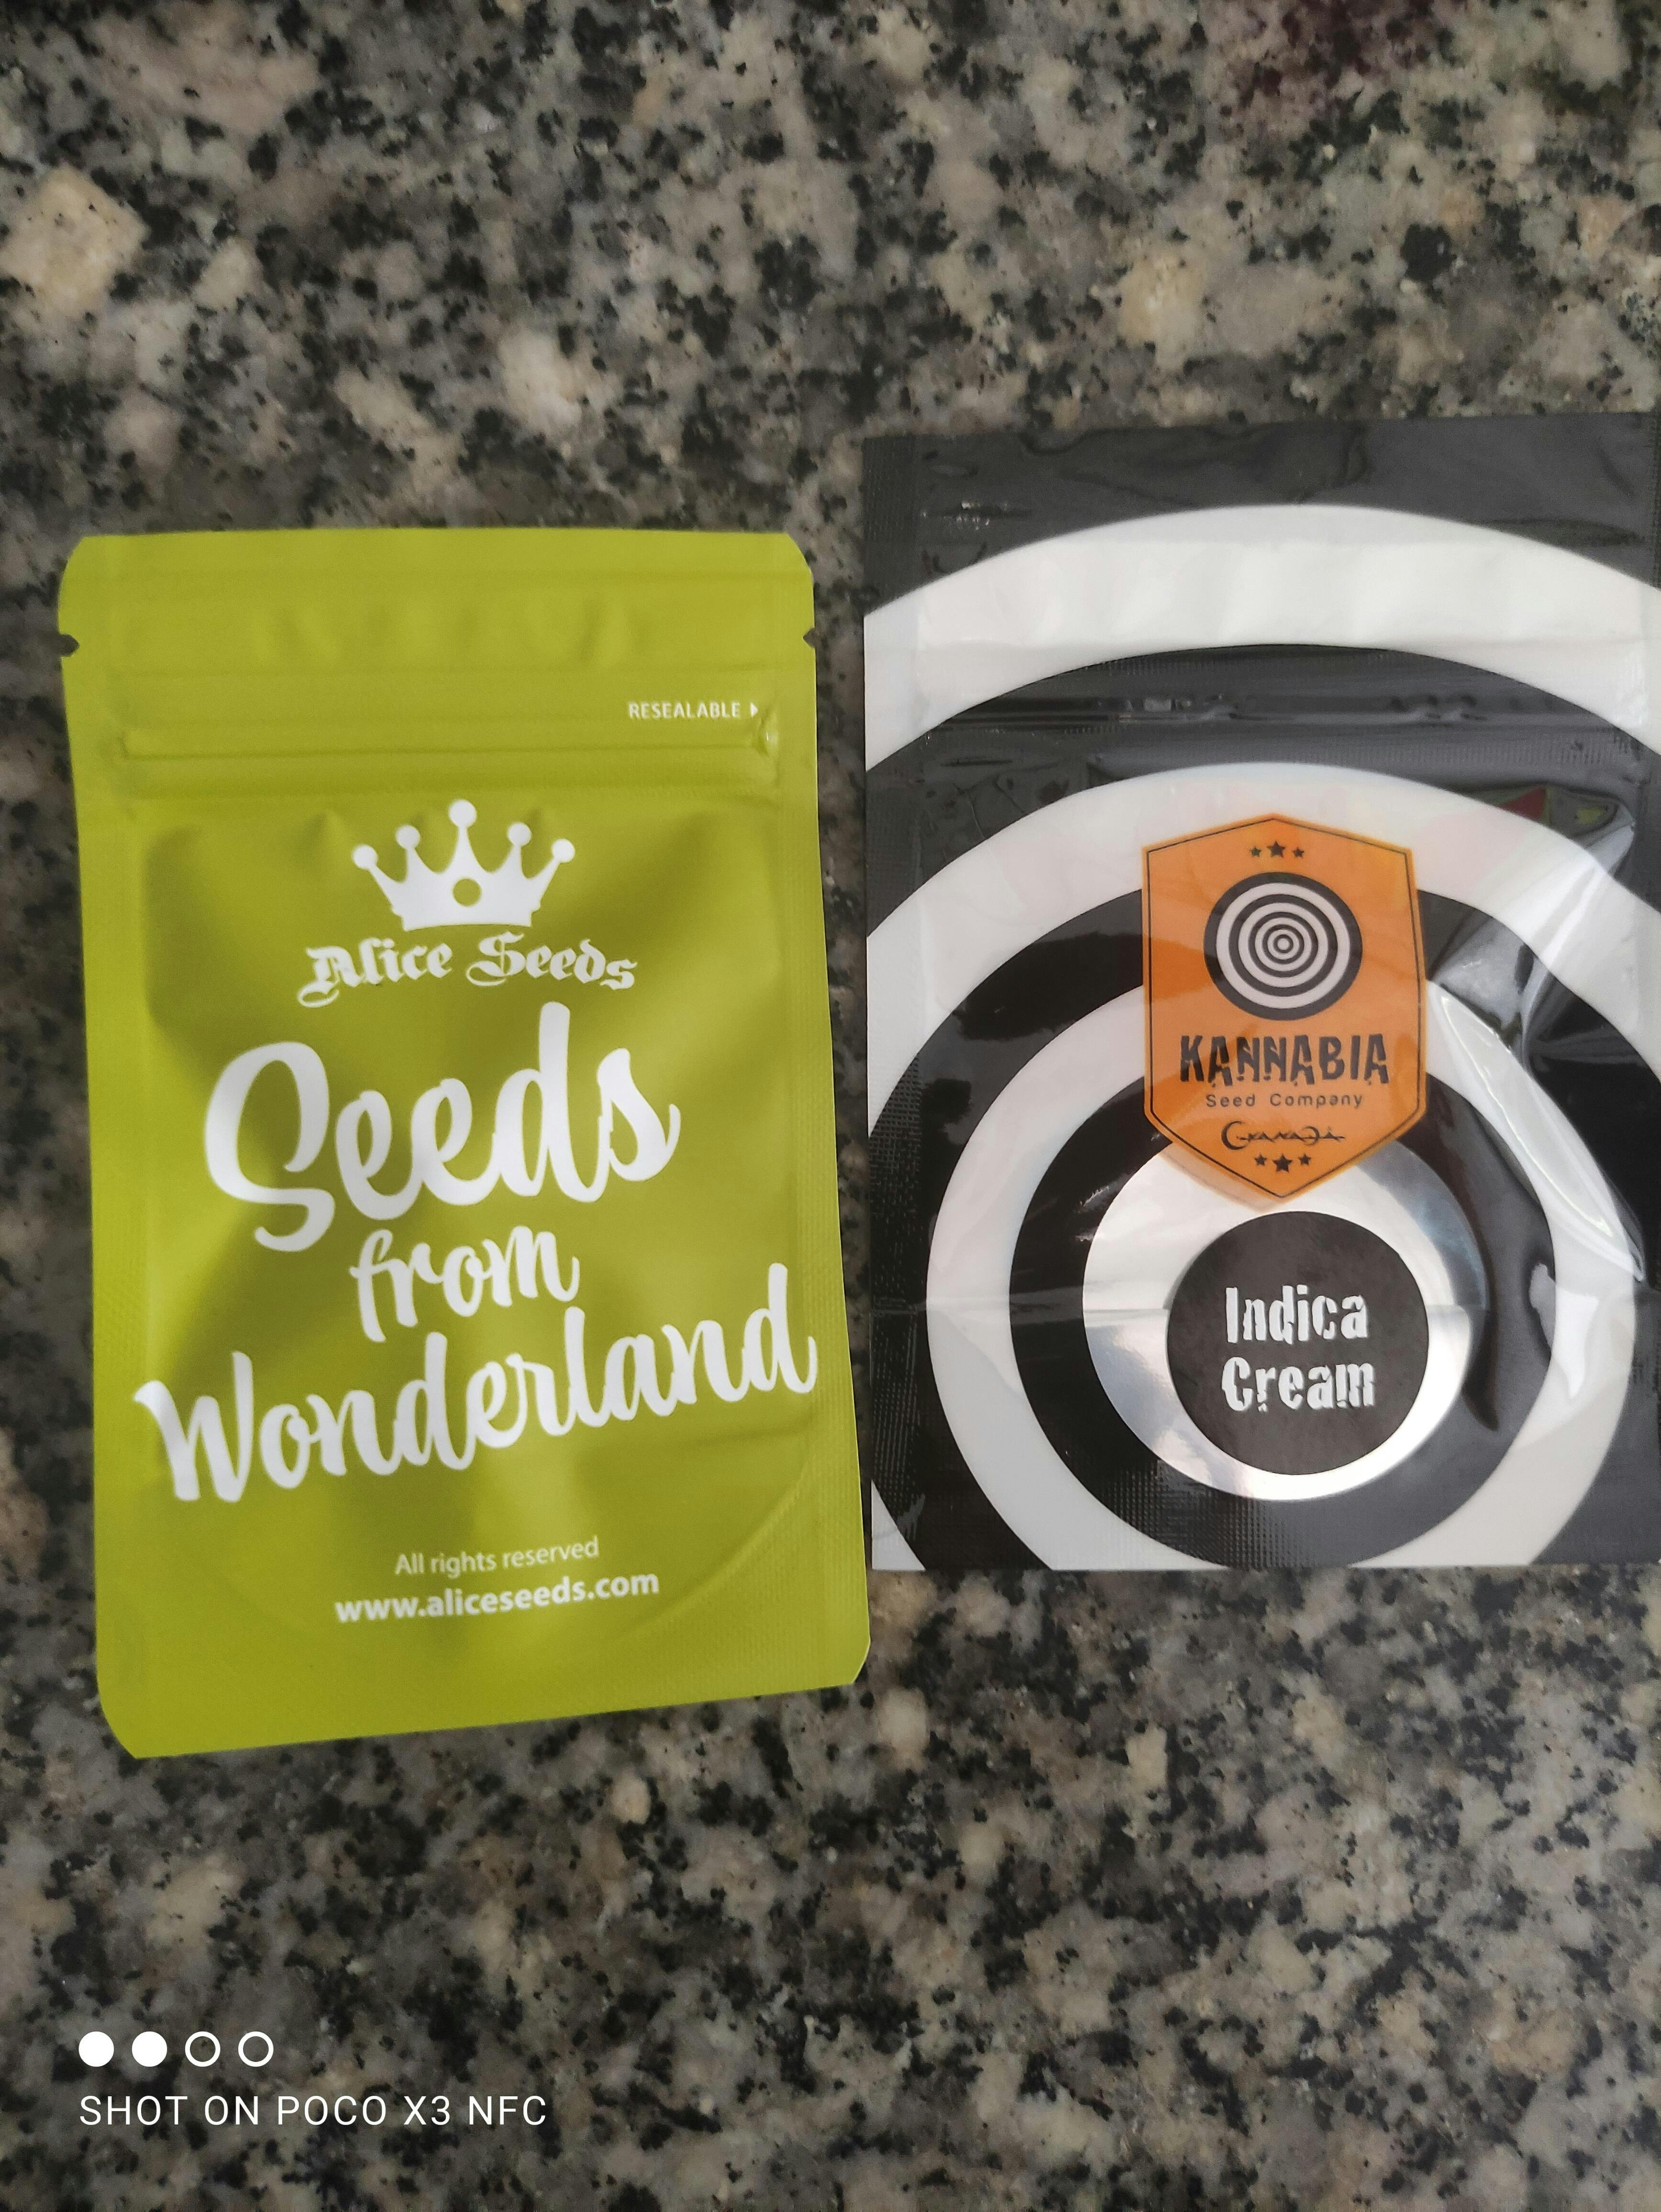 RESEALABLE
Alice Seeds
Seeds
from
Wonderland
All rights reserved
www.aliceseeds.com
KANNABIA
Seed Company
GRANADA
Indica
Cream
SHOT ON POCO X3 NFC